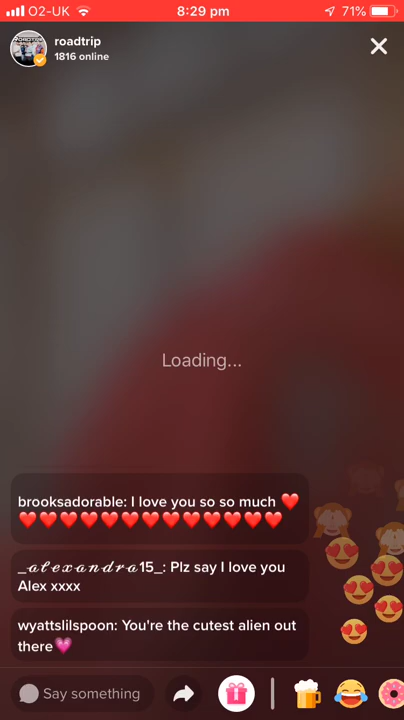 O2-UK 8:29 pm 71%
roadtrip
1816 online
Loading...
brooksadorable: I love you so so much ❤️
❤️❤️❤️❤️❤️❤️❤️❤️❤️❤️❤️❤️❤️
_𝓪𝓵𝓮𝔁𝓪𝓷𝓭𝓻𝓪15_: Plz say I love you
Alex xxxx
wyattslilspoon: You're the cutest alien out
there💗
Say something